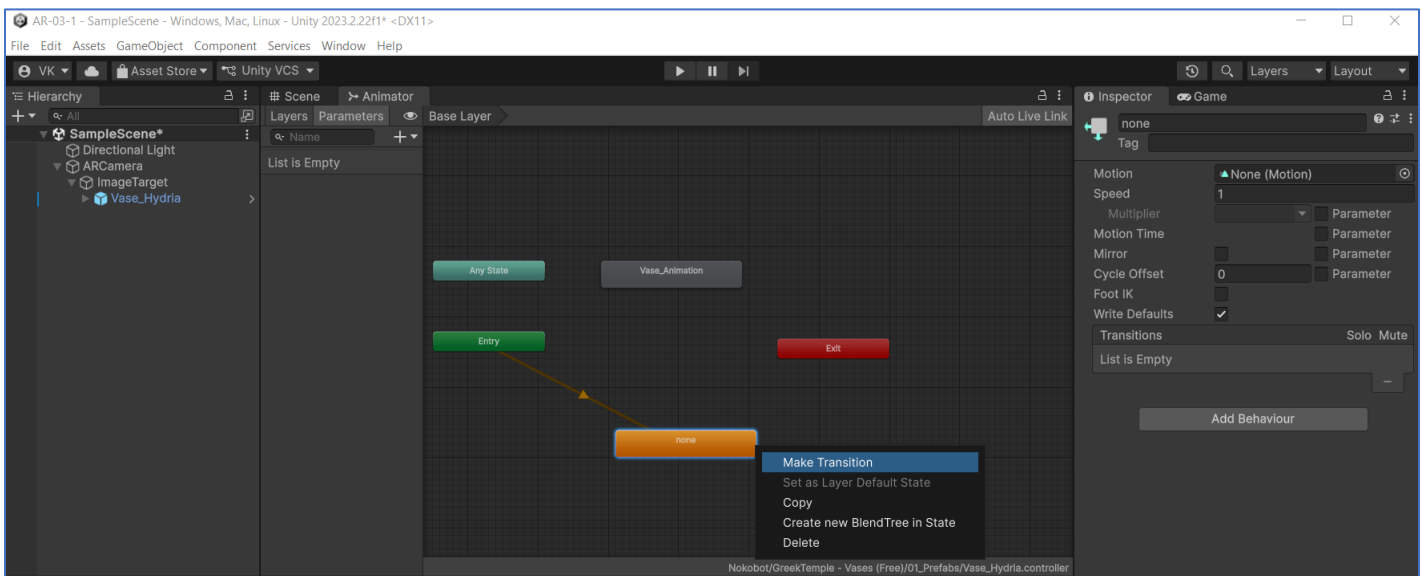 AR-03-1 - SampleScene - Windows, Mac, Linux - Unity 2023.2.22f1* <DX11>
File Edit Assets GameObject Component Services Window Help
VK Asset Store Unity VCS Layers Layout
Hierarchy
All
SampleScene*
Directional Light
ARCamera
ImageTarget
Vase_Hydria
Scene Animator
Layers Parameters Base Layer Auto Live Link
Name
List is Empty
Any State
Vase_Animation
Entry
Exit
none
Make Transition
Set as Layer Default State
Copy
Create new BlendTree in State
Delete
Nokobot/GreekTemple - Vases (Free)/01_Prefabs/Vase_Hydria.controller
Inspector Game
none
Tag
Motion None (Motion)
Speed 1
Multiplier Parameter
Motion Time Parameter
Mirror Parameter
Cycle Offset 0 Parameter
Foot IK
Write Defaults
Transitions Solo Mute
List is Empty
Add Behaviour